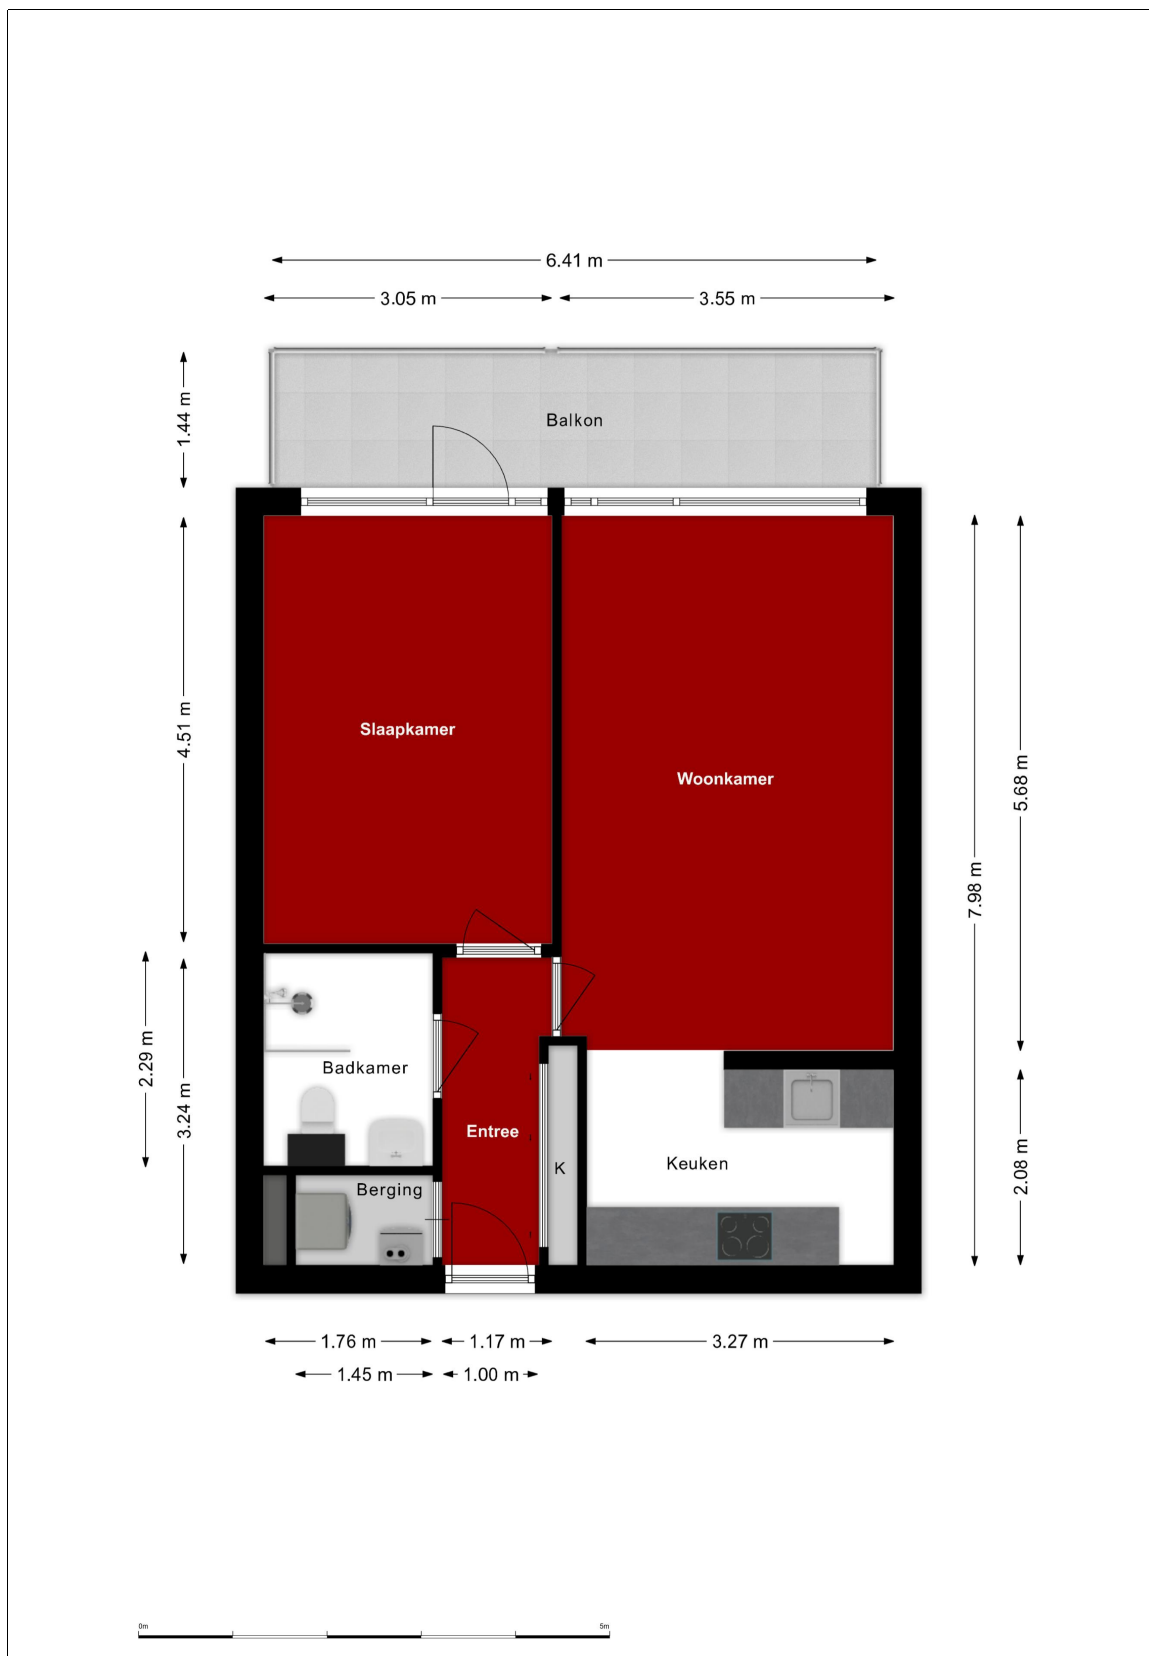 6.41 m
3.05 m
3.55 m
1.44 m
Balkon
4.51 m
Slaapkamer
Woonkamer
5.68 m
7.98 m
2.29 m
3.24 m
Badkamer
Entree
K
Keuken
2.08 m
Berging
1.76 m
1.17 m
3.27 m
1.45 m
1.00 m
0m
5m